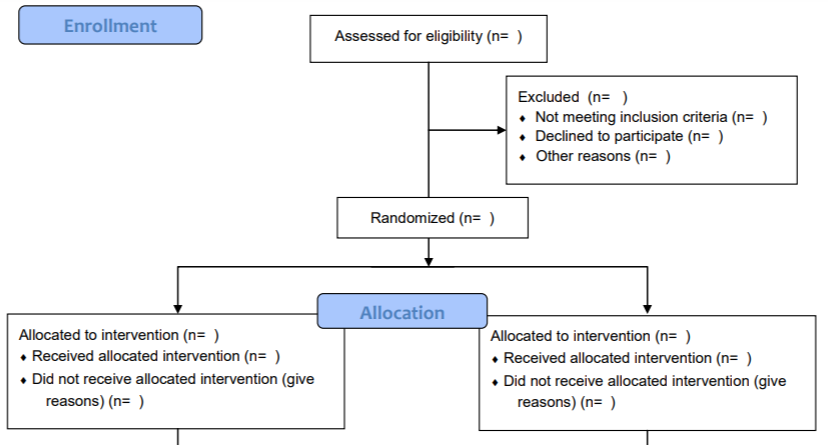 Enrollment
Assessed for eligibility (n=  )
Excluded  (n=   )
♦ Not meeting inclusion criteria (n=  )
♦ Declined to participate (n=  )
♦ Other reasons (n=  )
Randomized (n=  )
Allocation
Allocated to intervention (n=  )
♦ Received allocated intervention (n=  )
♦ Did not receive allocated intervention (give
reasons) (n=  )
Allocated to intervention (n=  )
♦ Received allocated intervention (n=  )
♦ Did not receive allocated intervention (give
reasons) (n=  )